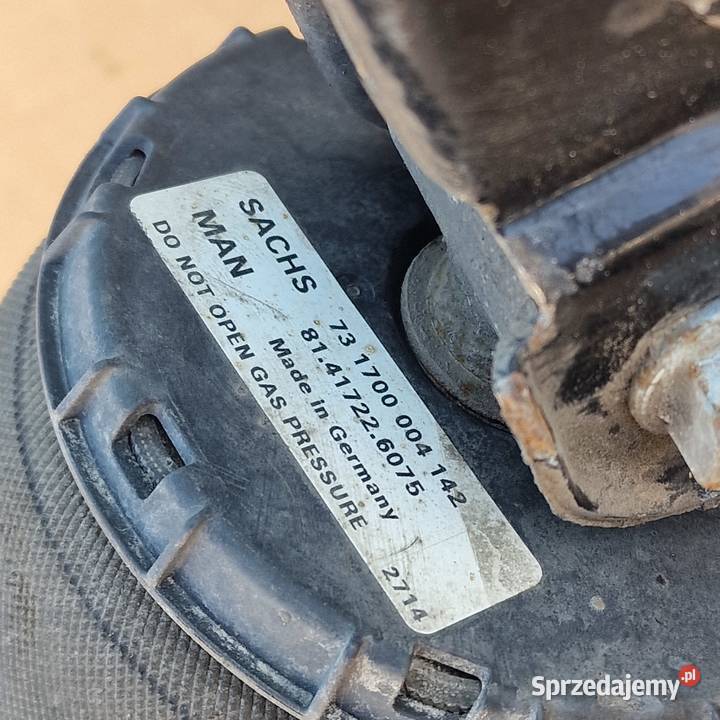 SACHS 73 1700 004 142
MAN 81.41722.6075
Made in Germany
DO NOT OPEN GAS PRESSURE 2714
Sprzedajemy.pl